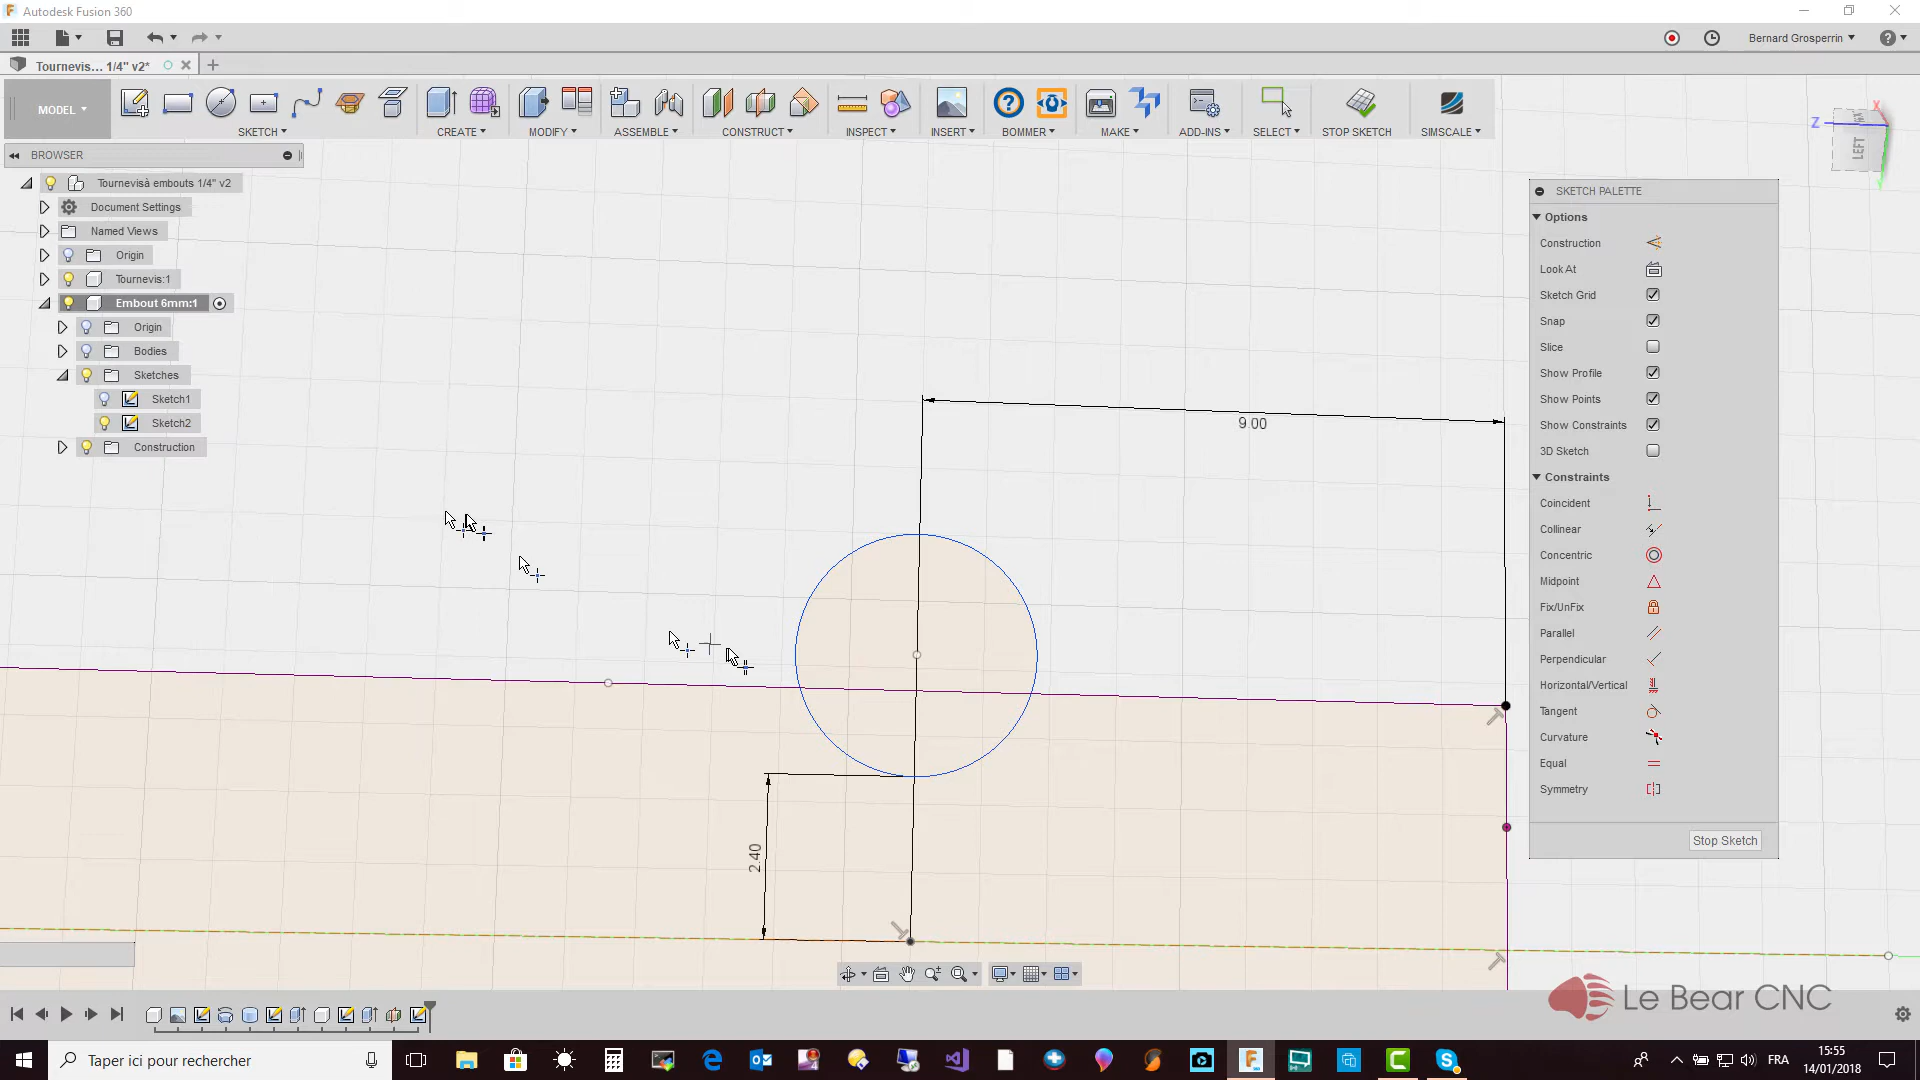 Autodesk Fusion 360
Bernard Grosperrin
Tournevis... 1/4" v2*
MODEL
SKETCH
CREATE
MODIFY
ASSEMBLE
CONSTRUCT
INSPECT
INSERT
BOMMER
MAKE
ADD-INS
SELECT
STOP SKETCH
SIMSCALE
X
Z
LEFT
Y
BROWSER
Tournevisà embouts 1/4" v2
Document Settings
Named Views
Origin
Tournevis:1
Embout 6mm:1
Origin
Bodies
Sketches
Sketch1
Sketch2
Construction
SKETCH PALETTE
Options
Construction
Look At
Sketch Grid
Snap
Slice
Show Profile
Show Points
Show Constraints
3D Sketch
Constraints
Coincident
Collinear
Concentric
Midpoint
Fix/UnFix
Parallel
Perpendicular
Horizontal/Vertical
Tangent
Curvature
Equal
Symmetry
Stop Sketch
9.00
2.40
Le Bear CNC
Taper ici pour rechercher
FRA
15:55
14/01/2018